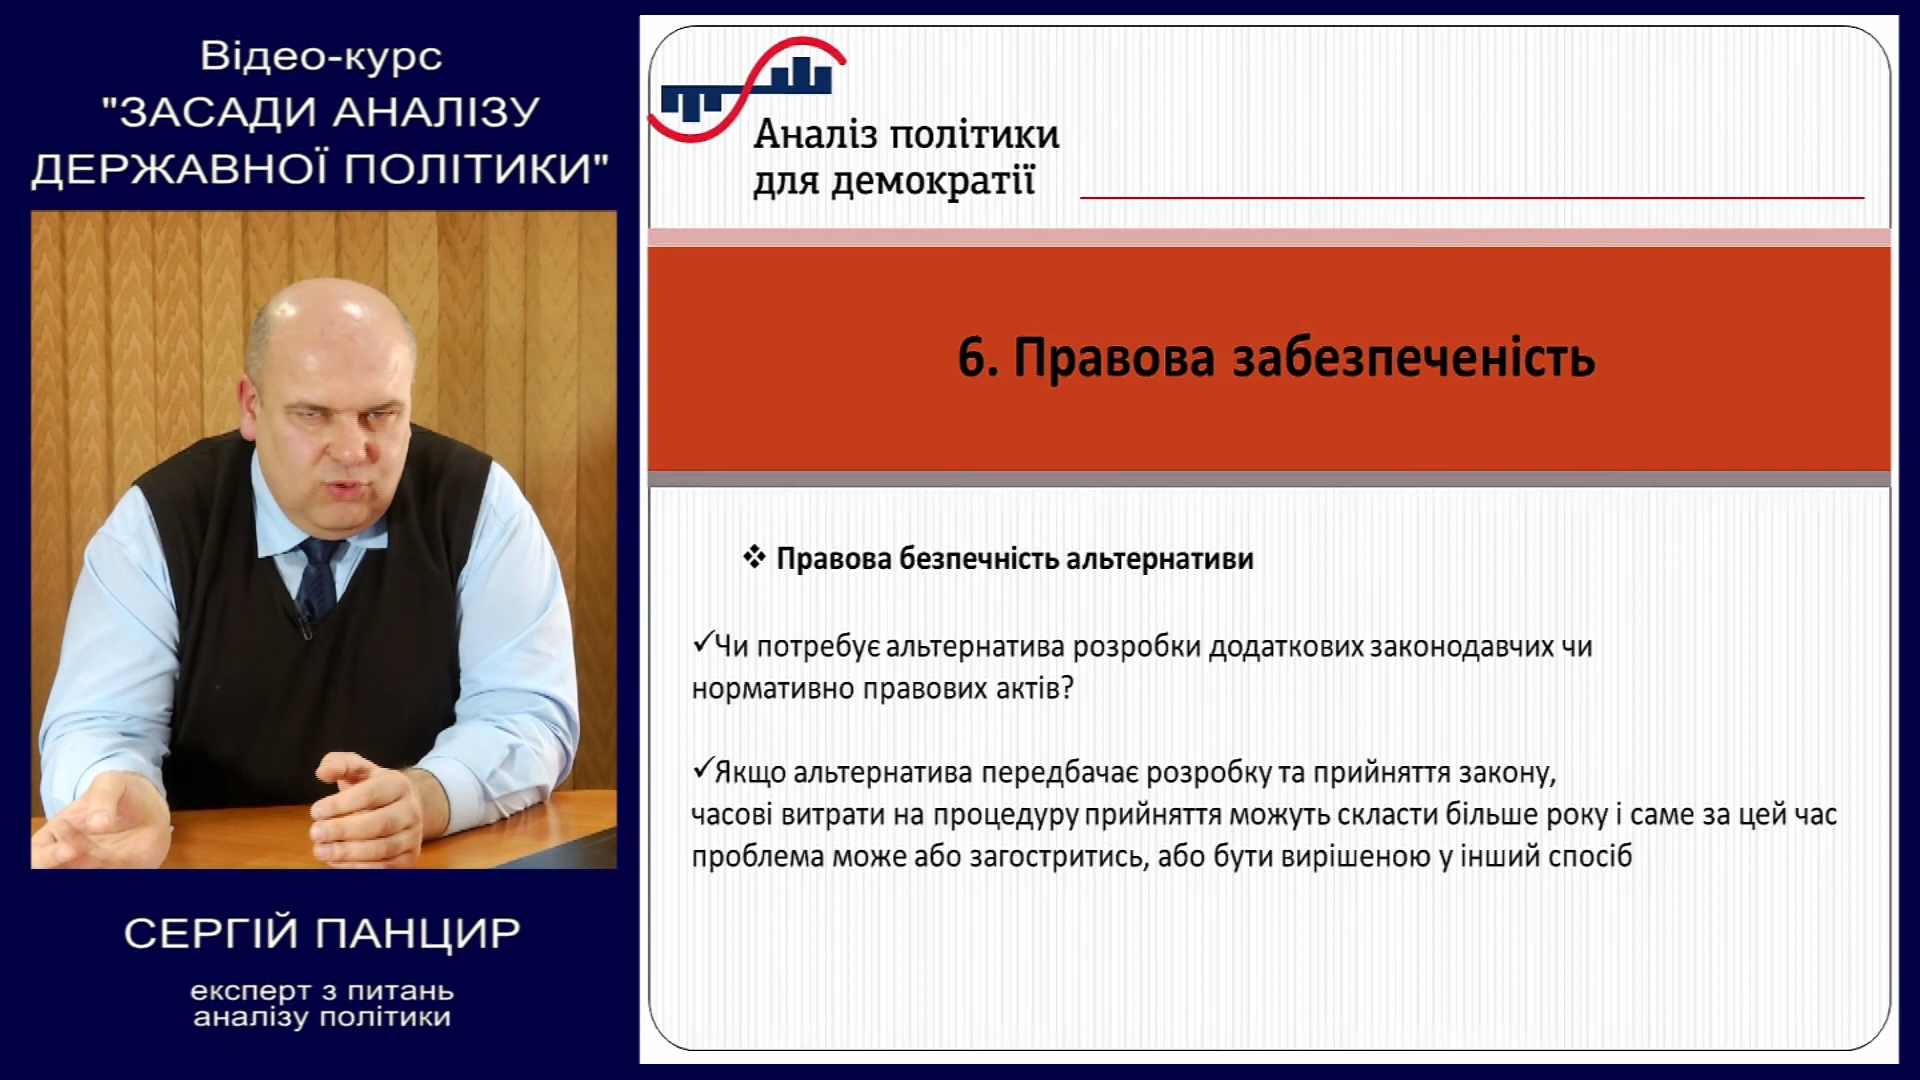 Відео-курс
"ЗАСАДИ АНАЛІЗУ
ДЕРЖАВНОЇ ПОЛІТИКИ"
СЕРГІЙ ПАНЦИР
експерт з питань
аналізу політики
Аналіз політики
для демократії
6. Правова забезпеченість
❖ Правова безпечність альтернативи
✓Чи потребує альтернатива розробки додаткових законодавчих чи
нормативно правових актів?
✓Якщо альтернатива передбачає розробку та прийняття закону,
часові витрати на процедуру прийняття можуть скласти більше року і саме за цей час
проблема може або загостритись, або бути вирішеною у інший спосіб